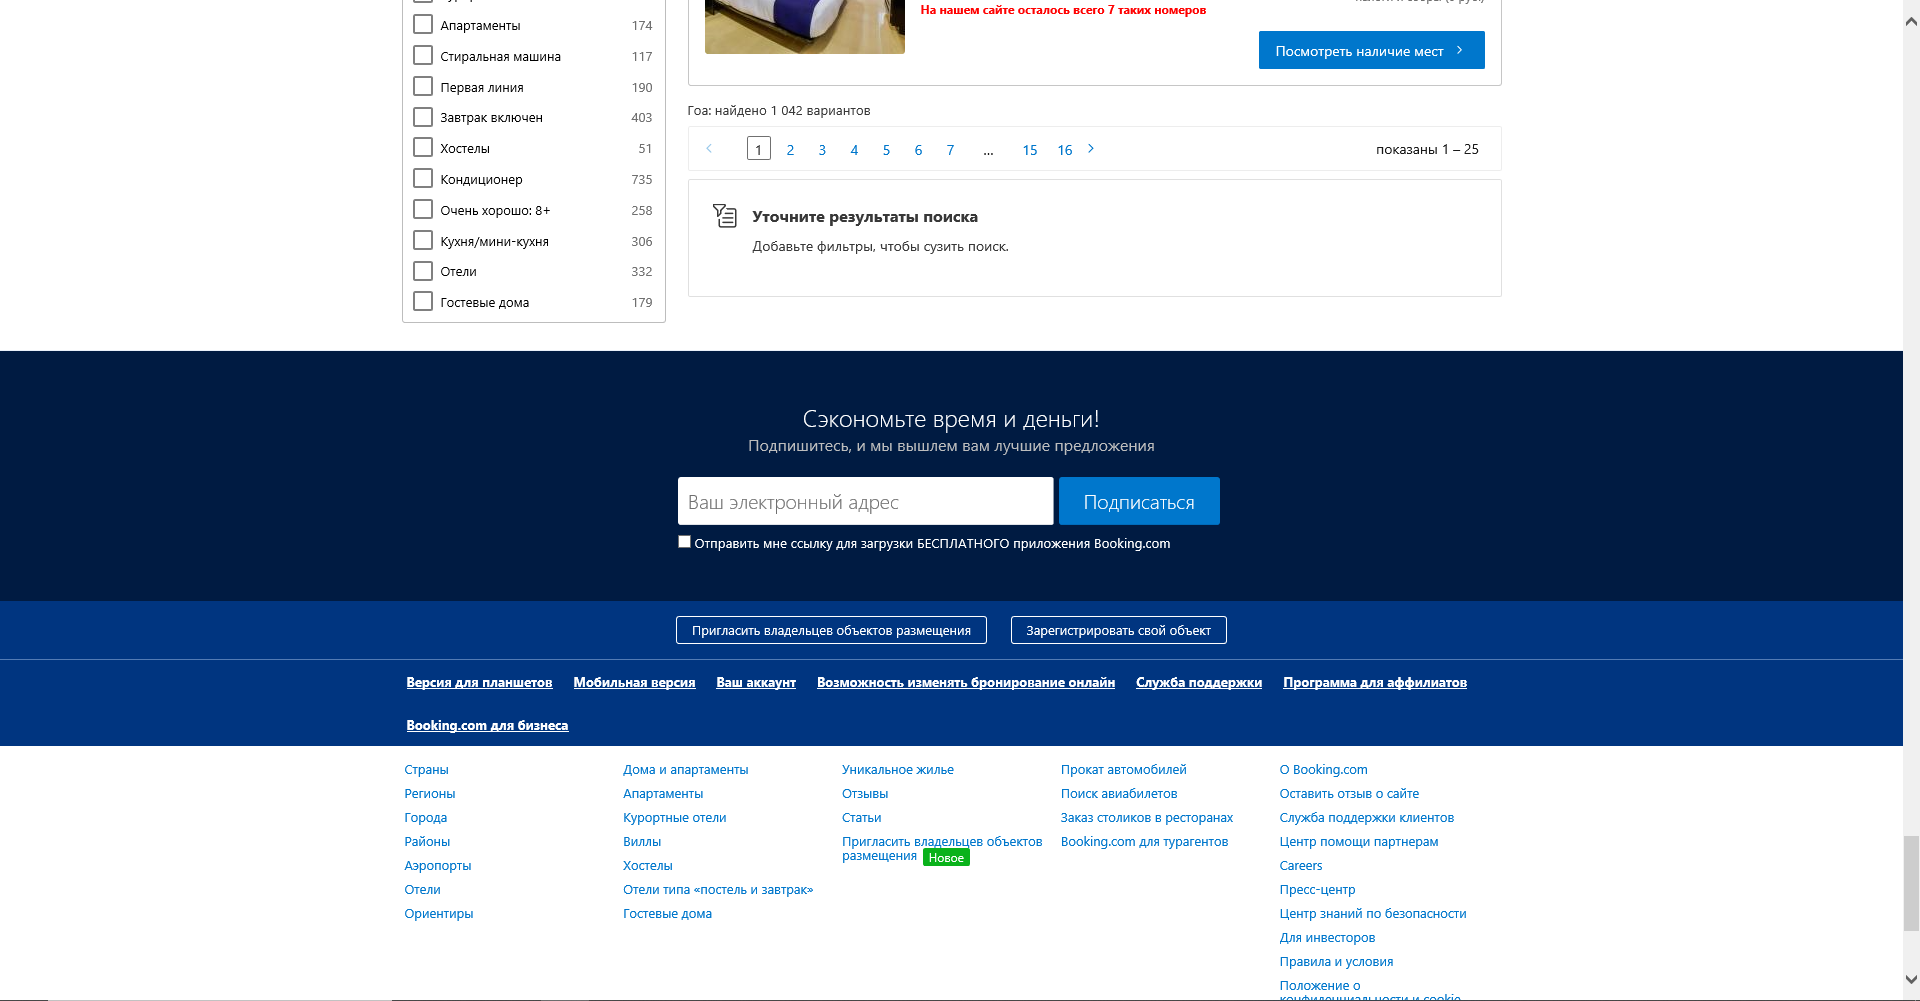 На нашем сайте осталось всего 7 таких номеров
Посмотреть наличие мест
Апартаменты 174
Стиральная машина 117
Первая линия 190
Завтрак включен 403
Хостелы 51
Кондиционер 735
Очень хорошо: 8+ 258
Кухня/мини-кухня 306
Отели 332
Гостевые дома 179
Гоа: найдено 1 042 вариантов
1 2 3 4 5 6 7 ... 15 16 показаны 1 – 25
Уточните результаты поиска
Добавьте фильтры, чтобы сузить поиск.
Сэкономьте время и деньги!
Подпишитесь, и мы вышлем вам лучшие предложения
Ваш электронный адрес Подписаться
Отправить мне ссылку для загрузки БЕСПЛАТНОГО приложения Booking.com
Пригласить владельцев объектов размещения Зарегистрировать свой объект
Версия для планшетов Мобильная версия Ваш аккаунт Возможность изменять бронирование онлайн Служба поддержки Программа для аффилиатов
Booking.com для бизнеса
Страны
Регионы
Города
Районы
Аэропорты
Отели
Ориентиры
Дома и апартаменты
Апартаменты
Курортные отели
Виллы
Хостелы
Отели типа «постель и завтрак»
Гостевые дома
Уникальное жилье
Отзывы
Статьи
Пригласить владельцев объектов
размещения Новое
Прокат автомобилей
Поиск авиабилетов
Заказ столиков в ресторанах
Booking.com для турагентов
О Booking.com
Оставить отзыв о сайте
Служба поддержки клиентов
Центр помощи партнерам
Careers
Пресс-центр
Центр знаний по безопасности
Для инвесторов
Правила и условия
Положение о
конфиденциальности и cookie